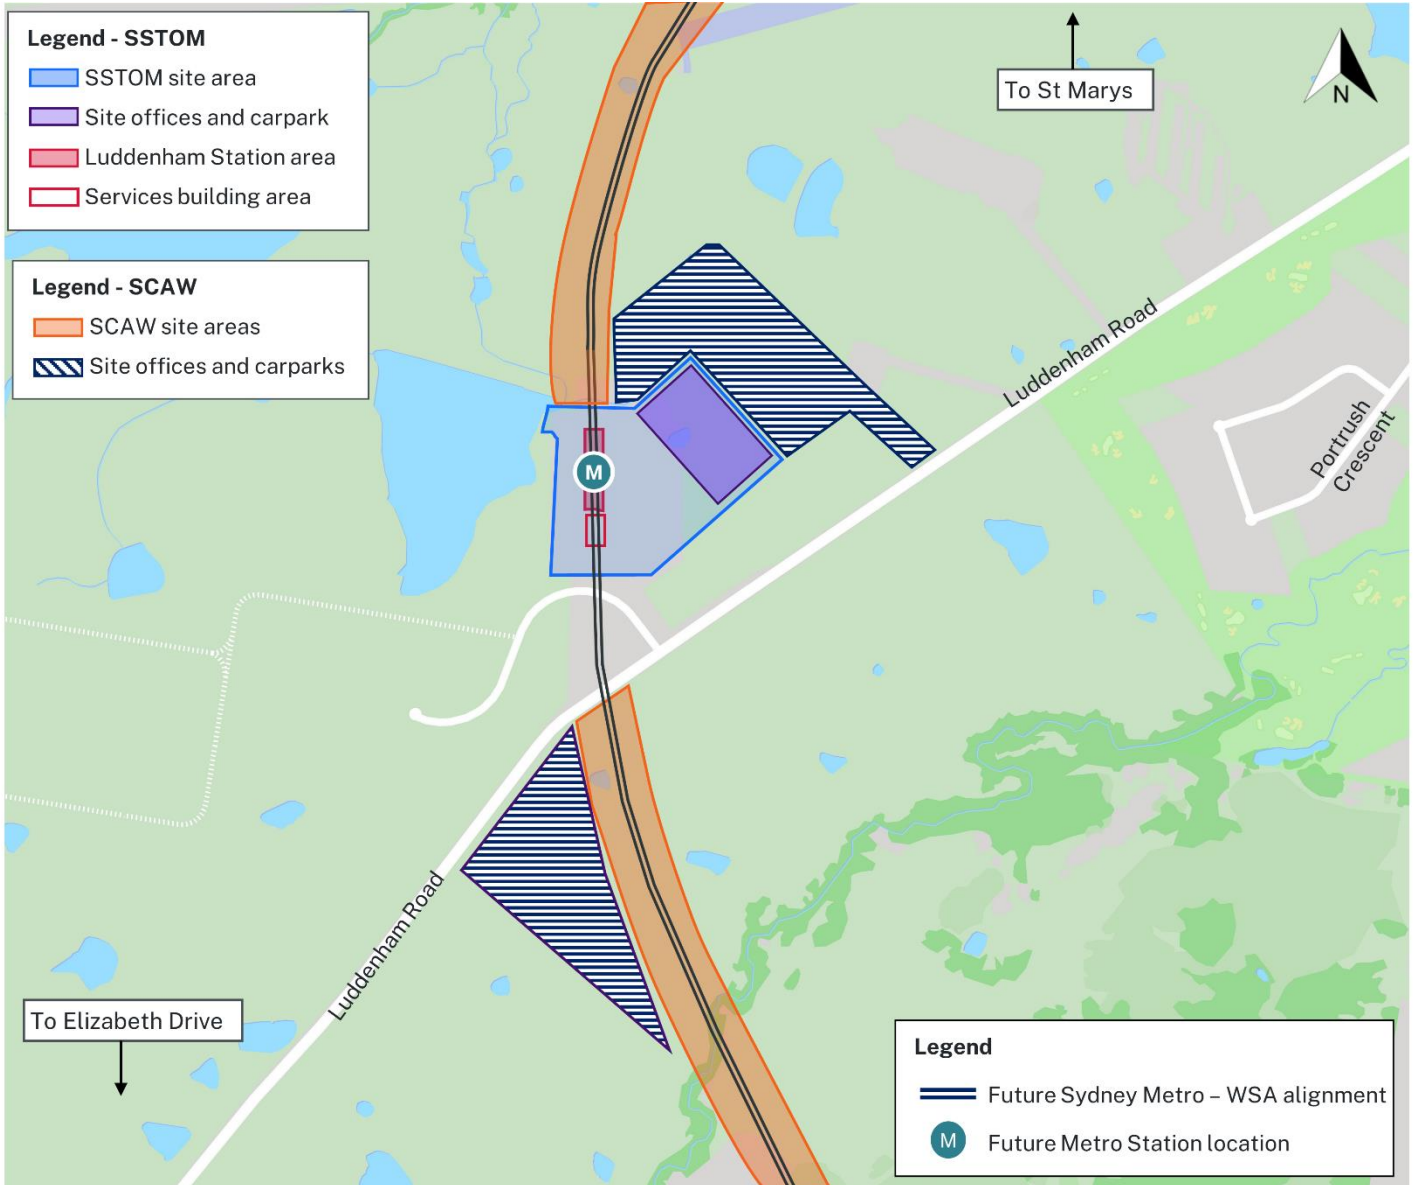 Legend - SSTOM
SSTOM site area
Site offices and carpark
Luddenham Station area
Services building area
Legend - SCAW
SCAW site areas
Site offices and carparks
To St Marys
N
Luddenham Road
Portrush
Crescent
M
Luddenham Road
To Elizabeth Drive
Legend
Future Sydney Metro – WSA alignment
M Future Metro Station location